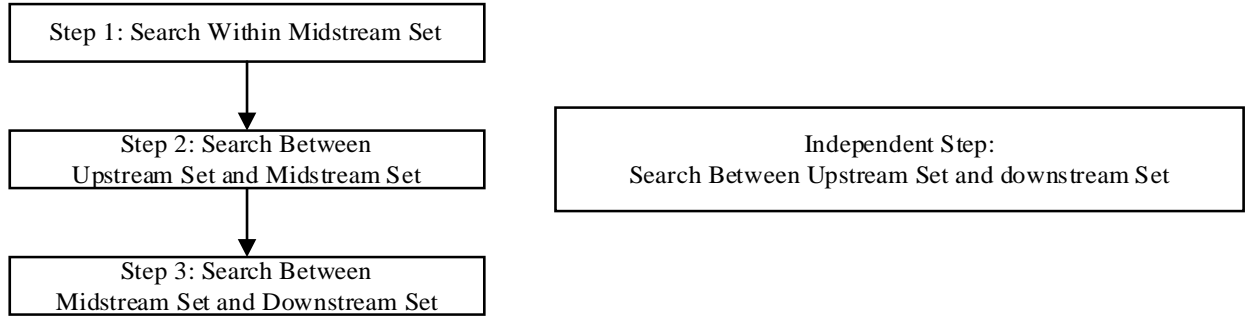 Step 1: Search Within Midstream Set
Step 2: Search Between
Upstream Set and Midstream Set
Step 3: Search Between
Midstream Set and Downstream Set
Independent Step:
Search Between Upstream Set and downstream Set